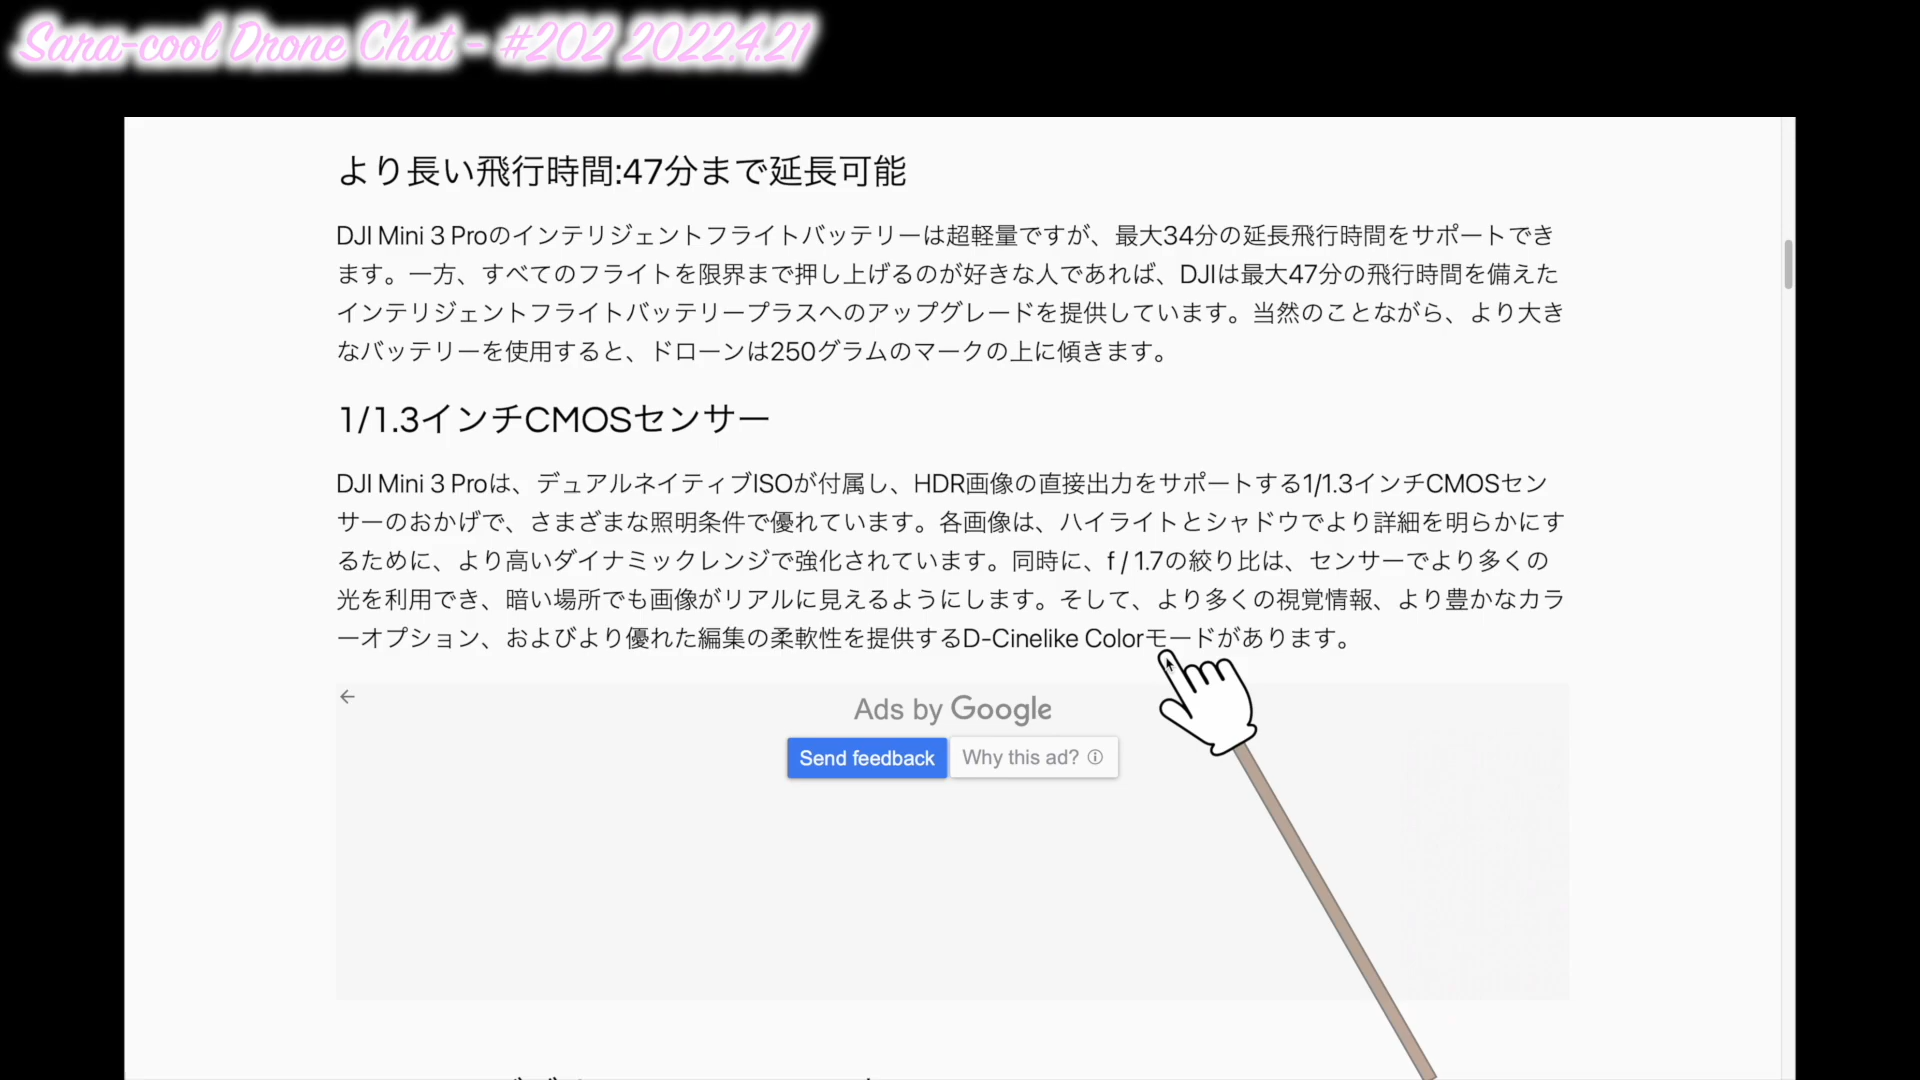 Sara-cool Drone Chat - #202 2022.4.21
より長い飛行時間:47分まで延長可能
DJI Mini 3 Proのインテリジェントフライトバッテリーは超軽量ですが、最大34分の延長飛行時間をサポートでき
ます。一方、すべてのフライトを限界まで押し上げるのが好きな人であれば、DJIは最大47分の飛行時間を備えた
インテリジェントフライトバッテリープラスへのアップグレードを提供しています。当然のことながら、より大き
なバッテリーを使用すると、ドローンは250グラムのマークの上に傾きます。
1/1.3インチCMOSセンサー
DJI Mini 3 Proは、デュアルネイティブISOが付属し、HDR画像の直接出力をサポートする1/1.3インチCMOSセン
サーのおかげで、さまざまな照明条件で優れています。各画像は、ハイライトとシャドウでより詳細を明らかにす
るために、より高いダイナミックレンジで強化されています。同時に、f / 1.7の絞り比は、センサーでより多くの
光を利用でき、暗い場所でも画像がリアルに見えるようにします。そして、より多くの視覚情報、より豊かなカラ
ーオプション、およびより優れた編集の柔軟性を提供するD-Cinelike Colorモードがあります。
Ads by Google
Send feedback
Why this ad?